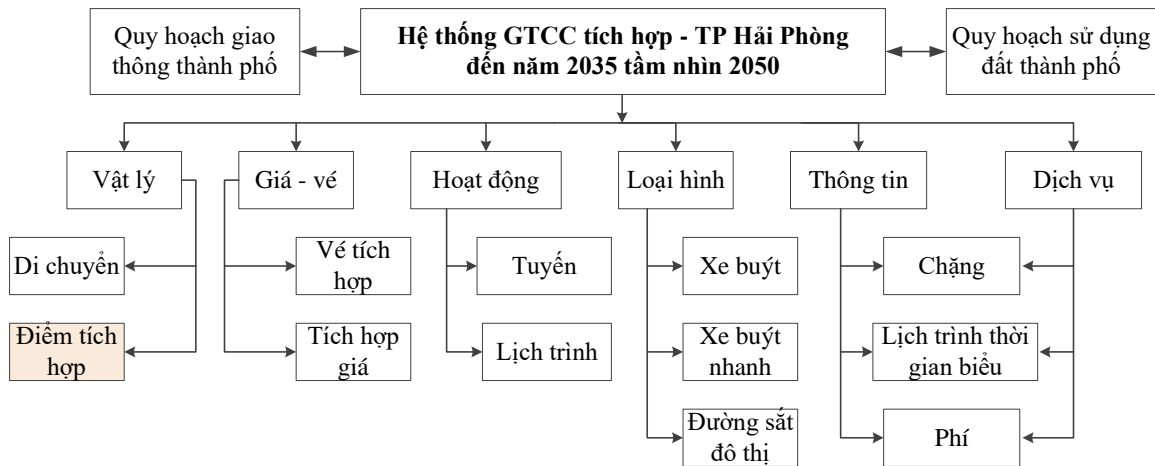 Quy hoạch giao
thông thành phố
Hệ thống GTCC tích hợp - TP Hải Phòng
đến năm 2035 tầm nhìn 2050
Quy hoạch sử dụng
đất thành phố
Vật lý
Giá - vé
Hoạt động
Loại hình
Thông tin
Dịch vụ
Di chuyển
Vé tích
hợp
Tuyến
Xe buýt
Chặng
Điểm tích
hợp
Tích hợp
giá
Lịch trình
Xe buýt
nhanh
Lịch trình thời
gian biểu
Đường sắt
đô thị
Phí